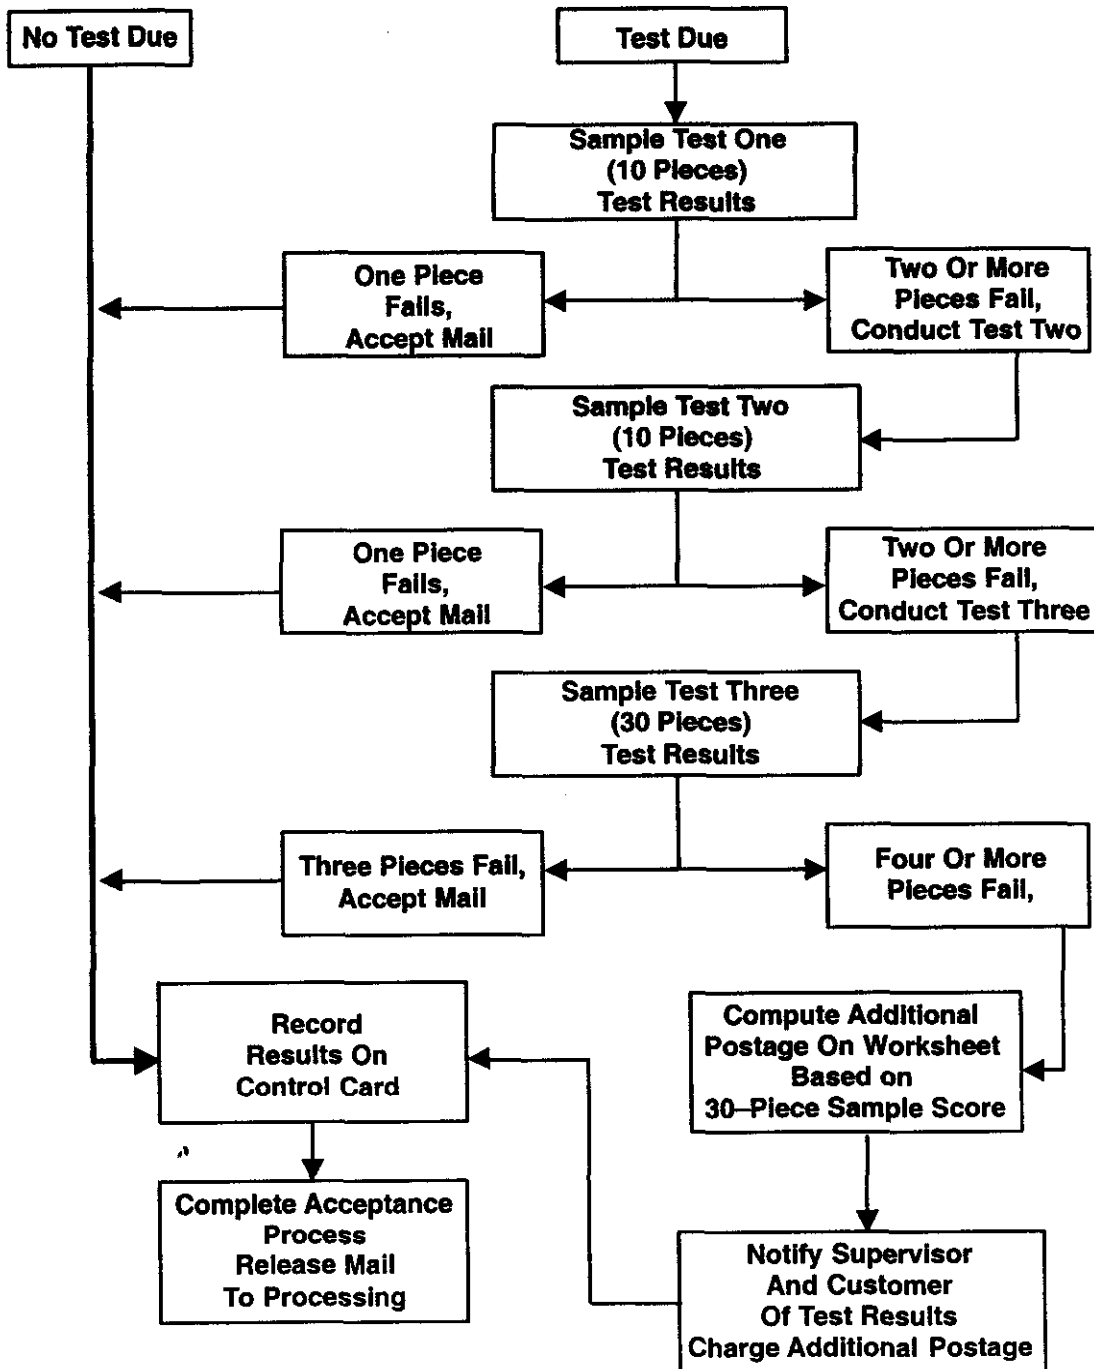 No Test Due
Test Due
Sample Test One
(10 Pieces)
Test Results
One Piece
Fails,
Accept Mail
Two Or More
Pieces Fail,
Conduct Test Two
Sample Test Two
(10 Pieces)
Test Results
One Piece
Fails,
Accept Mail
Two Or More
Pieces Fail,
Conduct Test Three
Sample Test Three
(30 Pieces)
Test Results
Three Pieces Fail,
Accept Mail
Four Or More
Pieces Fail,
Record
Results On
Control Card
Compute Additional
Postage On Worksheet
Based on
30–Piece Sample Score
Complete Acceptance
Process
Release Mail
To Processing
Notify Supervisor
And Customer
Of Test Results
Charge Additional Postage